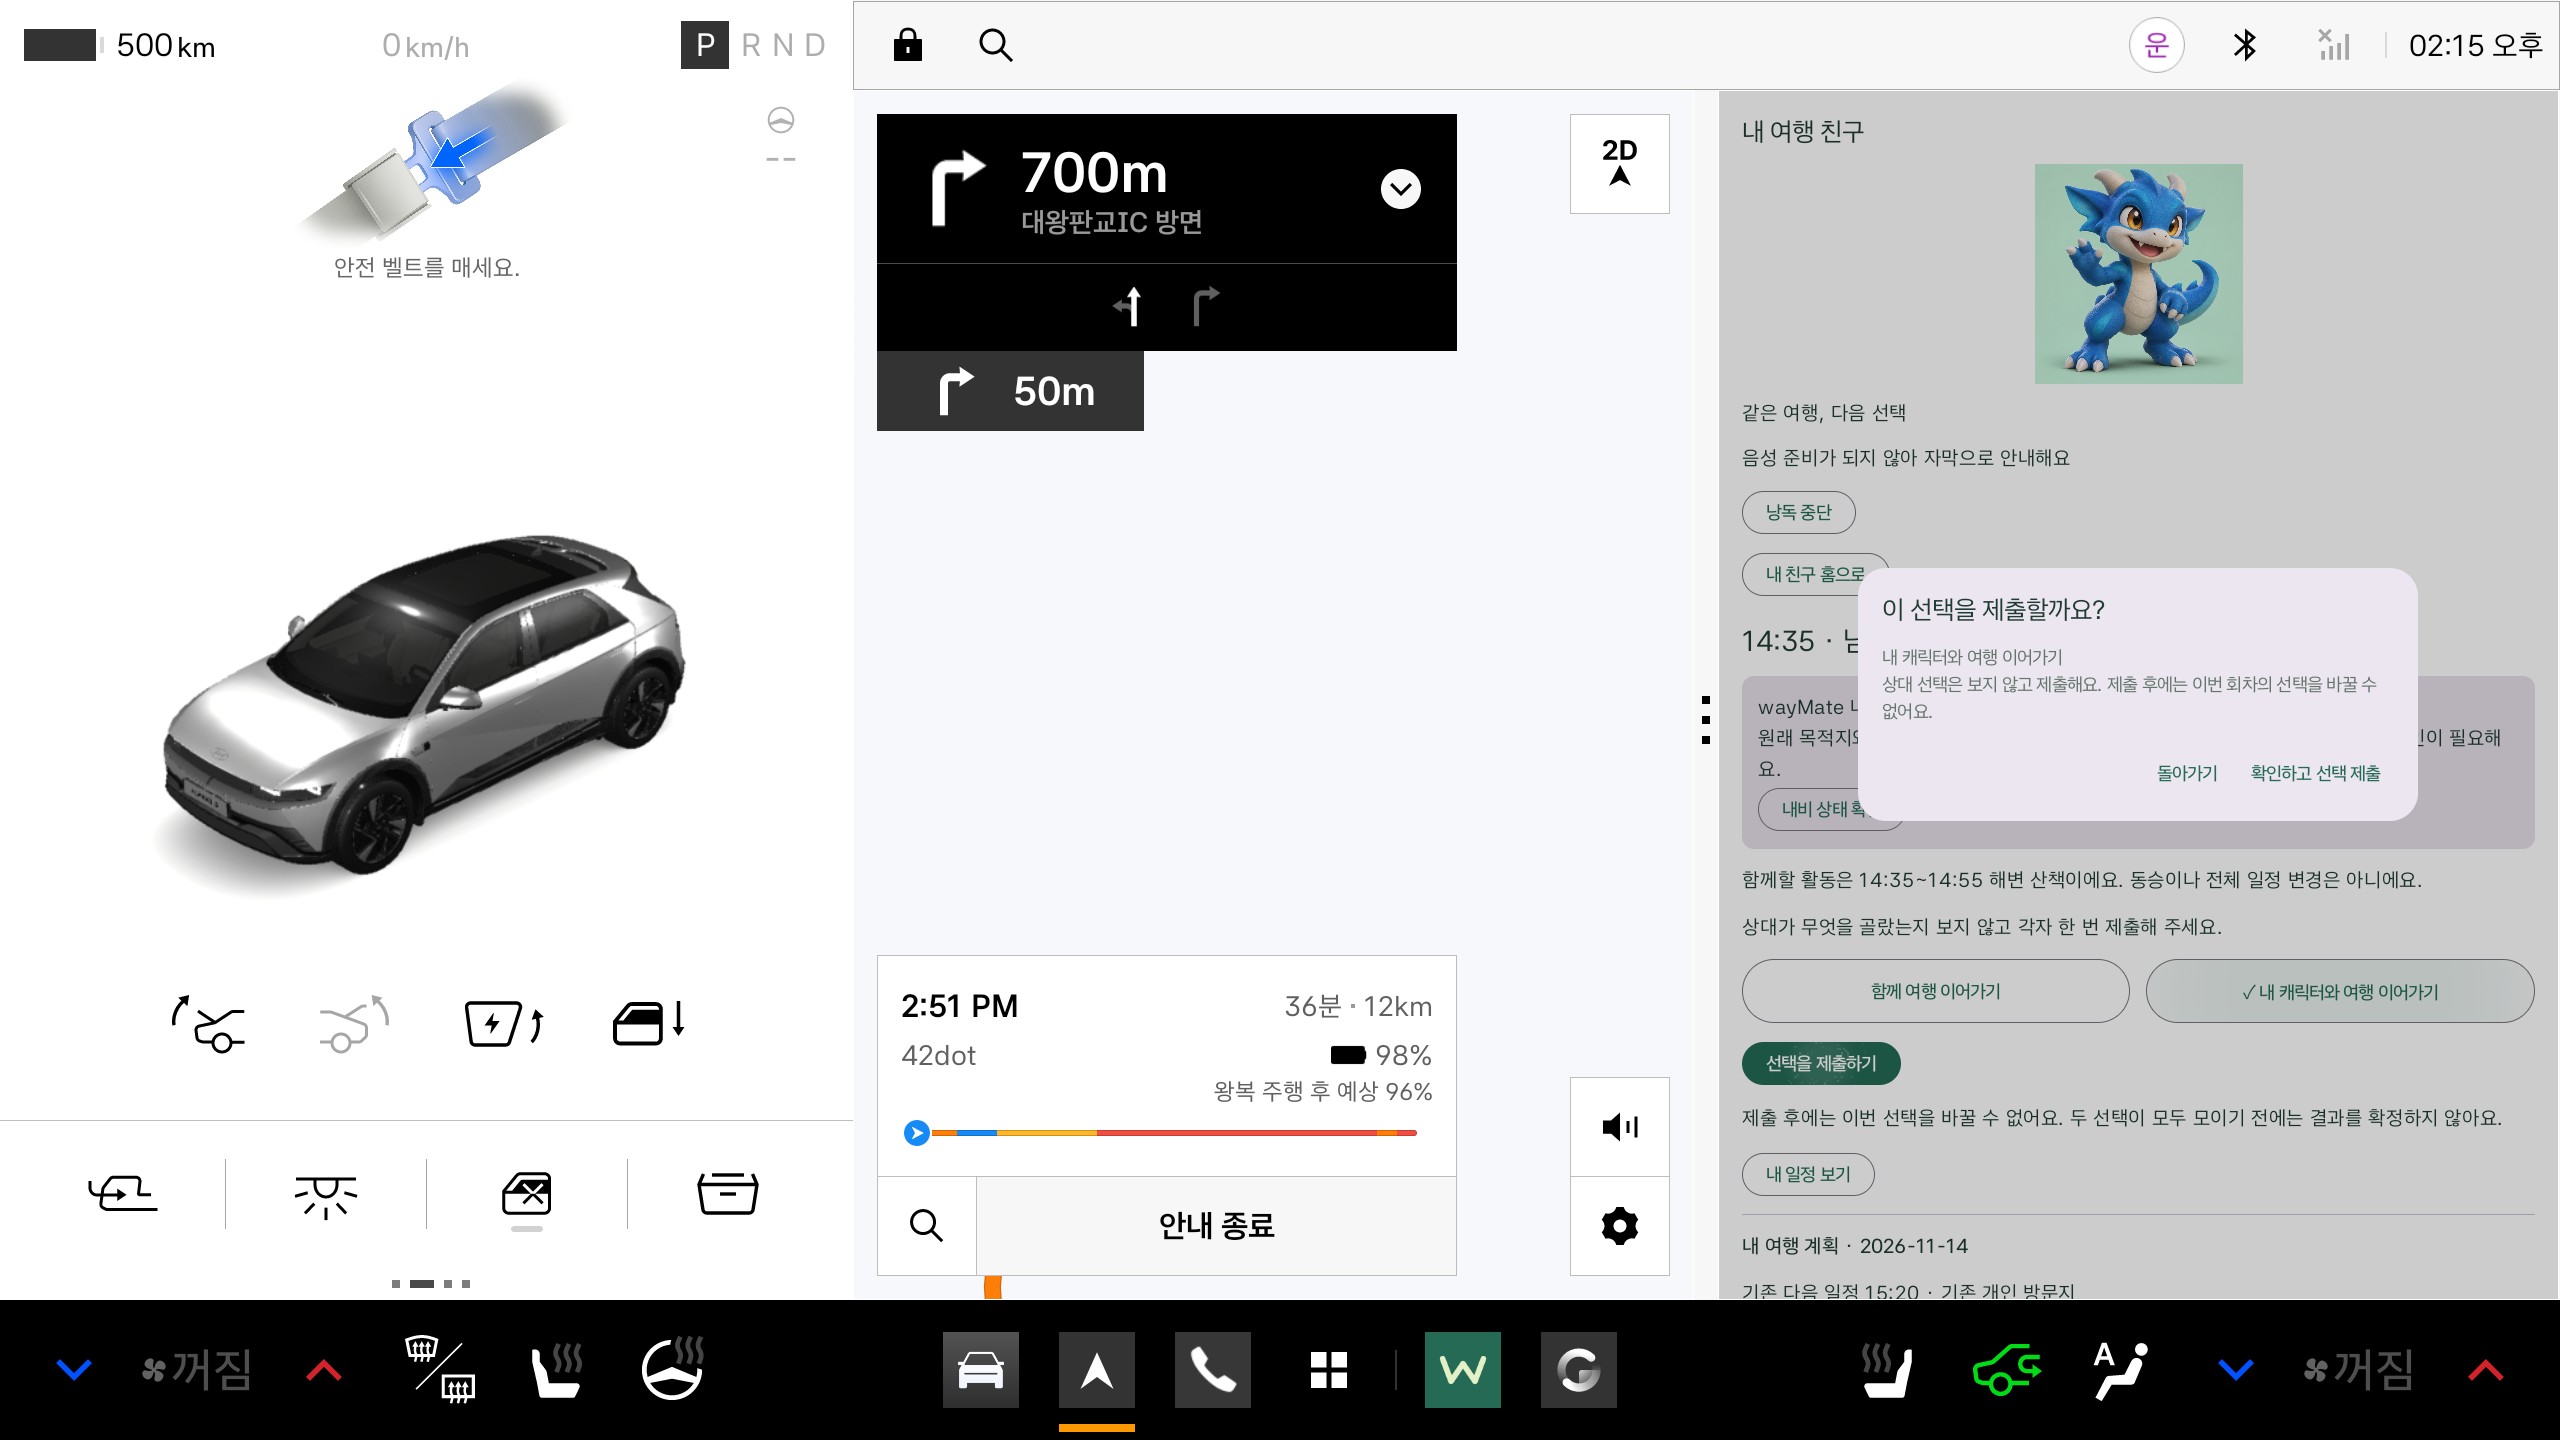 500 km
0 km/h
P R N D
안전 벨트를 매세요.
운
02:15 오후
700m
대왕판교IC 방면
50m
2D
2:51 PM
36분 · 12km
42dot
98%
왕복 주행 후 예상 96%
안내 종료
내 여행 친구
같은 여행, 다음 선택
음성 준비가 되지 않아 자막으로 안내해요
낭독 중단
내 친구 홈으로
14:35 ·
이 선택을 제출할까요?
내 캐릭터와 여행 이어가기
상대 선택은 보지 않고 제출해요. 제출 후에는 이번 회차의 선택을 바꿀 수
없어요.
돌아가기
확인하고 선택 제출
wayMate
원래 목적지
이 필요해
요.
내비 상태
함께할 활동은 14:35~14:55 해변 산책이에요. 동승이나 전체 일정 변경은 아니에요.
상대가 무엇을 골랐는지 보지 않고 각자 한 번 제출해 주세요.
함께 여행 이어가기
✓ 내 캐릭터와 여행 이어가기
선택을 제출하기
제출 후에는 이번 선택을 바꿀 수 없어요. 두 선택이 모두 모이기 전에는 결과를 확정하지 않아요.
내 일정 보기
내 여행 계획 · 2026-11-14
기존 다음 일정 15:20 · 기존 개인 방문지
꺼짐
W
G
A
꺼짐